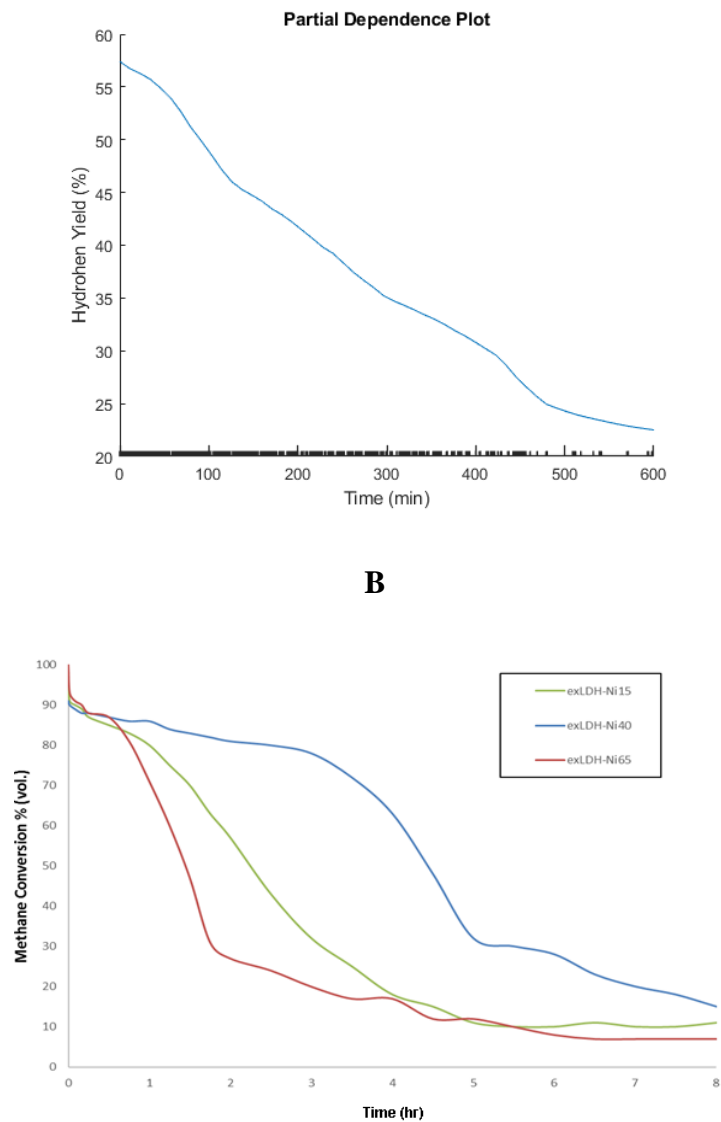 Partial Dependence Plot
60
55
50
45
40
35
30
25
20
Hydrohen Yield (%)
0 100 200 300 400 500 600
Time (min)
B
100
90
80
70
60
50
40
30
20
10
0
Methane Conversion % (vol.)
exLDH-Ni15
exLDH-Ni40
exLDH-Ni65
0 1 2 3 4 5 6 7 8
Time (hr)